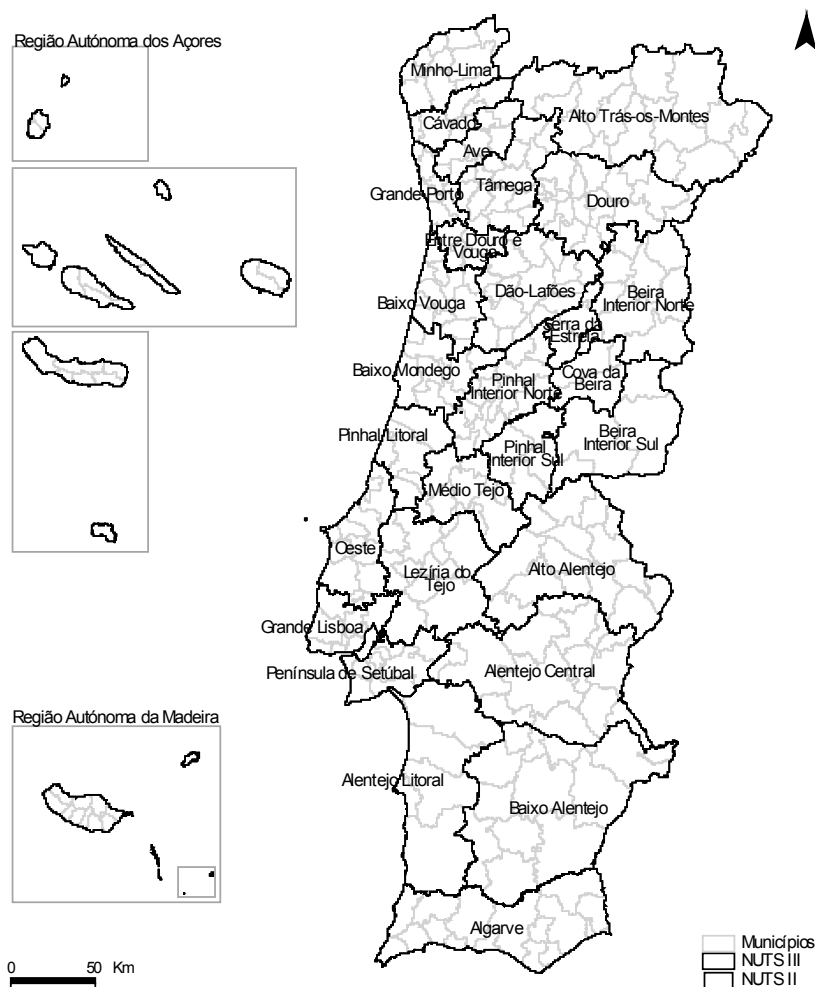 Região Autónoma dos Açores
Minho-Lima
Alto Trás-os-Montes
Cávado
Ave
Grande Porto
Tâmega
Douro
Entre Douro e
Vouga
Baixo Vouga
Dão-Lafões
Beira
Interior Norte
Serra da
Estrela
Baixo Mondego
Pinhal
Interior Norte
Cova da
Beira
Pinhal Litoral
Pinhal
Interior Sul
Beira
Interior Sul
Médio Tejo
Oeste
Lezíria do
Tejo
Alto Alentejo
Grande Lisboa
Península de Setúbal
Alentejo Central
Região Autónoma da Madeira
Alentejo Litoral
Baixo Alentejo
Algarve
Municípios
NUTS III
NUTS II
0 50 Km